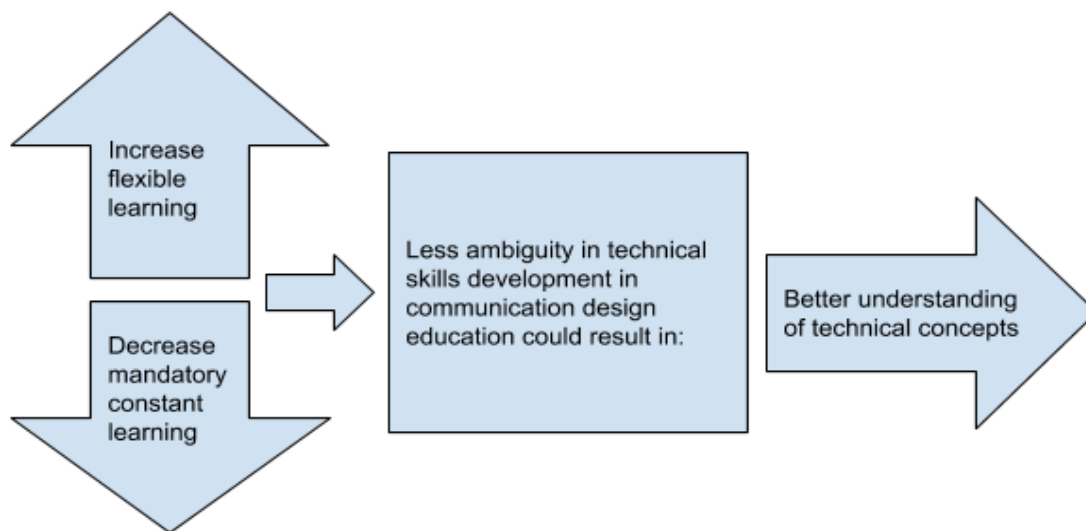 Increase
flexible
learning
Decrease
mandatory
constant
learning
Less ambiguity in technical
skills development in
communication design
education could result in:
Better understanding
of technical concepts